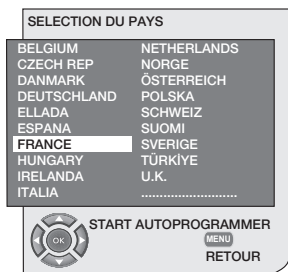 SELECTION DU PAYS
BELGIUM NETHERLANDS
CZECH REP NORGE
DANMARK ÖSTERREICH
DEUTSCHLAND POLSKA
ELLADA SCHWEIZ
ESPANA SUOMI
FRANCE SVERIGE
HUNGARY TÜRKİYE
IRELANDA U.K.
ITALIA ..........................
OK START AUTOPROGRAMMER
MENU
RETOUR